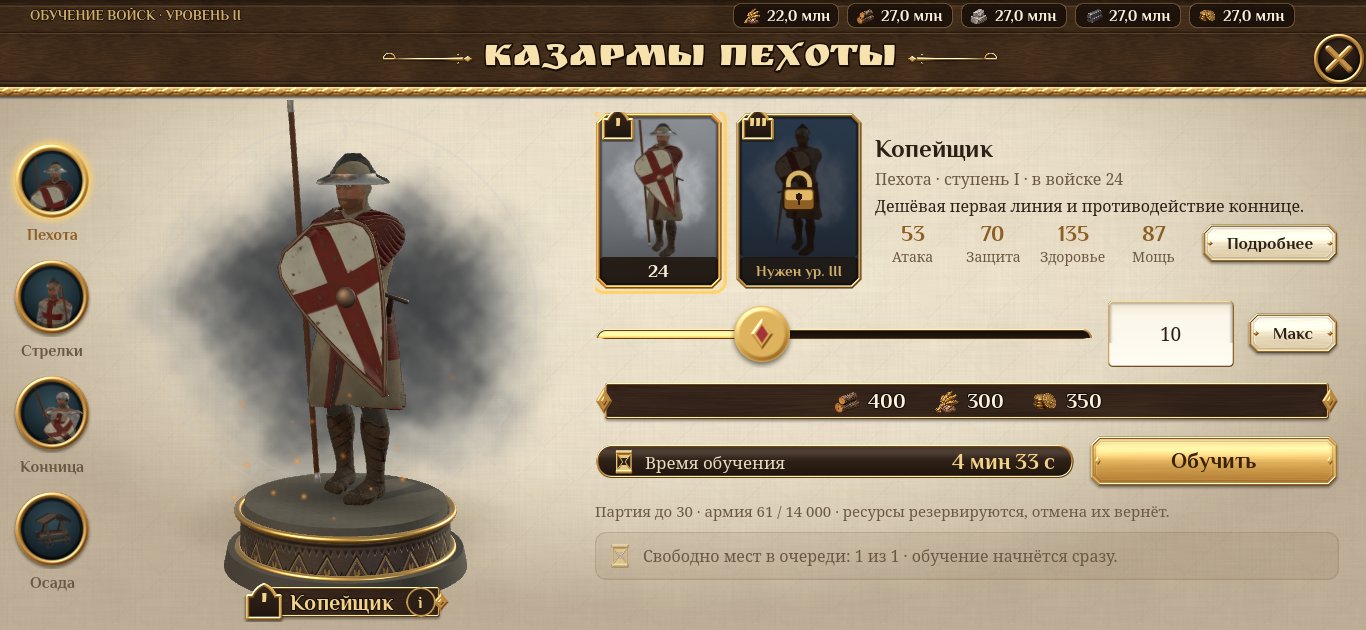 ОБУЧЕНИЕ ВОЙСК · УРОВЕНЬ II
22,0 млн
27,0 млн
27,0 млн
27,0 млн
27,0 млн
КАЗАРМЫ ПЕХОТЫ
Пехота
Стрелки
Конница
Осада
I
Копейщик
i
I
24
III
Нужен ур. III
Копейщик
Пехота · ступень I · в войске 24
Дешёвая первая линия и противодействие коннице.
53
Атака
70
Защита
135
Здоровье
87
Мощь
Подробнее
10
Макс
400
300
350
Время обучения
4 мин 33 с
Обучить
Партия до 30 · армия 61 / 14 000 · ресурсы резервируются, отмена их вернёт.
Свободно мест в очереди: 1 из 1 · обучение начнётся сразу.